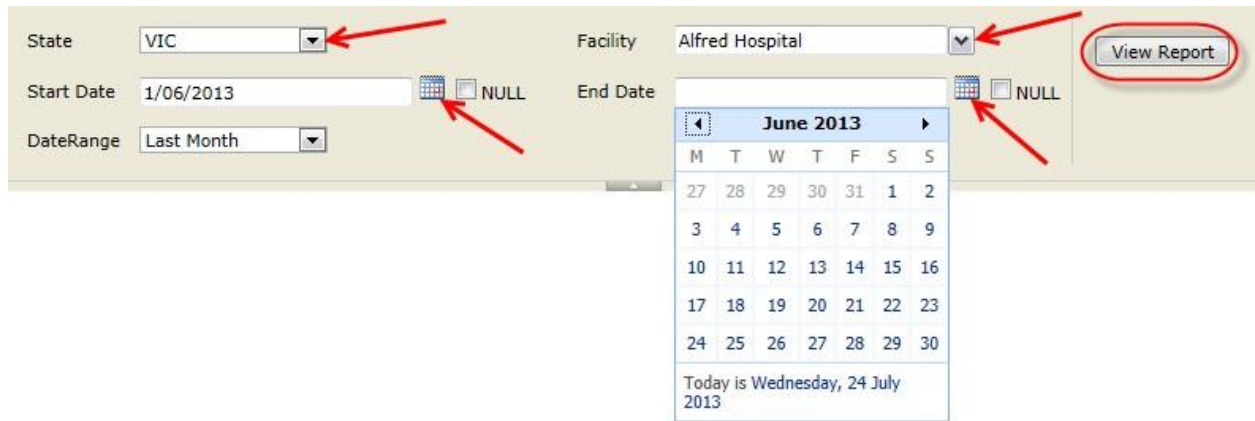 State VIC Facility Alfred Hospital View Report
Start Date 1/06/2013 NULL End Date NULL
DateRange Last Month
June 2013
M T W T F S S
27 28 29 30 31 1 2
3 4 5 6 7 8 9
10 11 12 13 14 15 16
17 18 19 20 21 22 23
24 25 26 27 28 29 30
Today is Wednesday, 24 July
2013